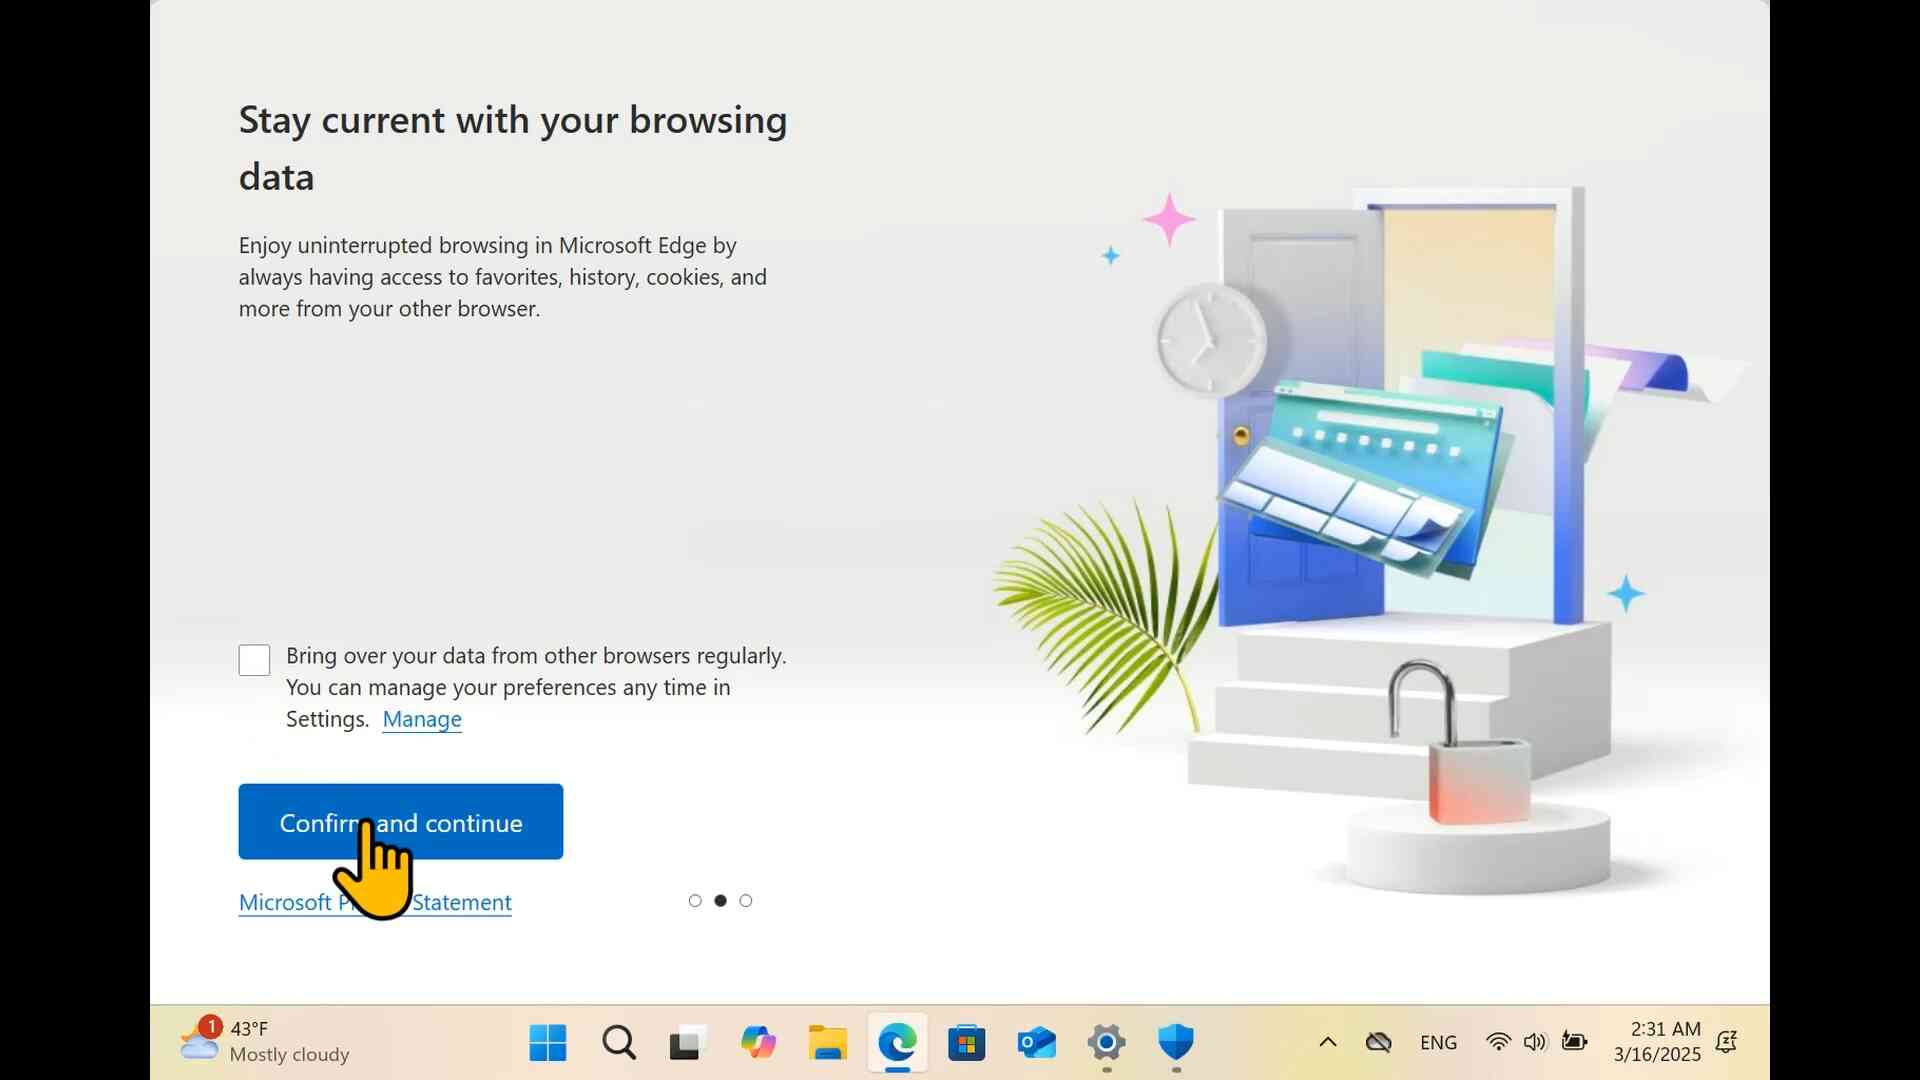 Stay current with your browsing
data
Enjoy uninterrupted browsing in Microsoft Edge by
always having access to favorites, history, cookies, and
more from your other browser.
Bring over your data from other browsers regularly.
You can manage your preferences any time in
Settings. Manage
Confirm and continue
Microsoft Statement
1
43°F
Mostly cloudy
ENG
2:31 AM
3/16/2025